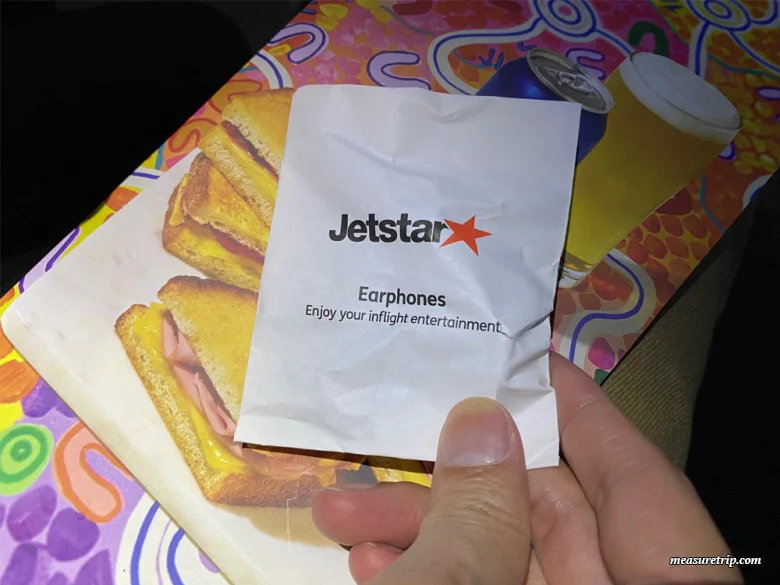 Jetstar
Earphones
Enjoy your inflight entertainment
measuretrip.com